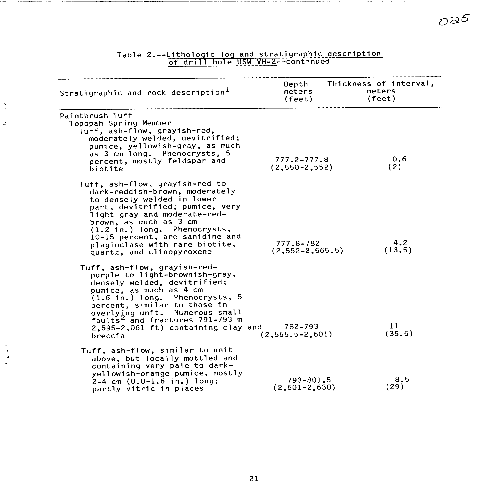 0225
Table 2.--Lithologic log and stratigraphic description
of drill hole USW VH-2--continued
Stratigraphic and rock description1
Depth
meters
(feet)
Thickness of interval,
meters
(feet)
Paintbrush Tuff
Topopah Spring Member
Tuff, ash-flow, grayish-red,
moderately welded, devitrified;
pumice, yellowish-gray, as much
as 3 cm long. Phenocrysts, 5
percent, mostly feldspar and
biotite
777.2-777.8
(2,550-2,552)
0.6
(2)
Tuff, ash-flow, grayish-red to
dark-reddish-brown, moderately
to densely welded in lower
part, devitrified; pumice, very
light gray and moderate-red-
brown, as much as 3 cm
(1.2 in.) long. Phenocrysts,
10-15 percent, are sanidine and
plagioclase with rare biotite,
quartz, and clinopyroxene
777.8-782
(2,552-2,565.5)
4.2
(13.5)
Tuff, ash-flow, grayish-red-
purple to light-brownish-gray,
densely welded, devitrified;
pumice, as much as 4 cm
(1.6 in.) long. Phenocrysts, 5
percent, similar to those in
overlying unit. Numerous small
faults and fractures 791-793 m
2,595-2,601 ft) containing clay and
breccia
782-793
(2,565.5-2,601)
11
(35.5)
Tuff, ash-flow, similar to unit
above, but locally mottled and
containing very pale to dark-
yellowish-orange pumice, mostly
2-4 cm (0.8-1.6 in.) long;
partly vitric in places
793-801.5
(2,601-2,630)
8.5
(29)
21